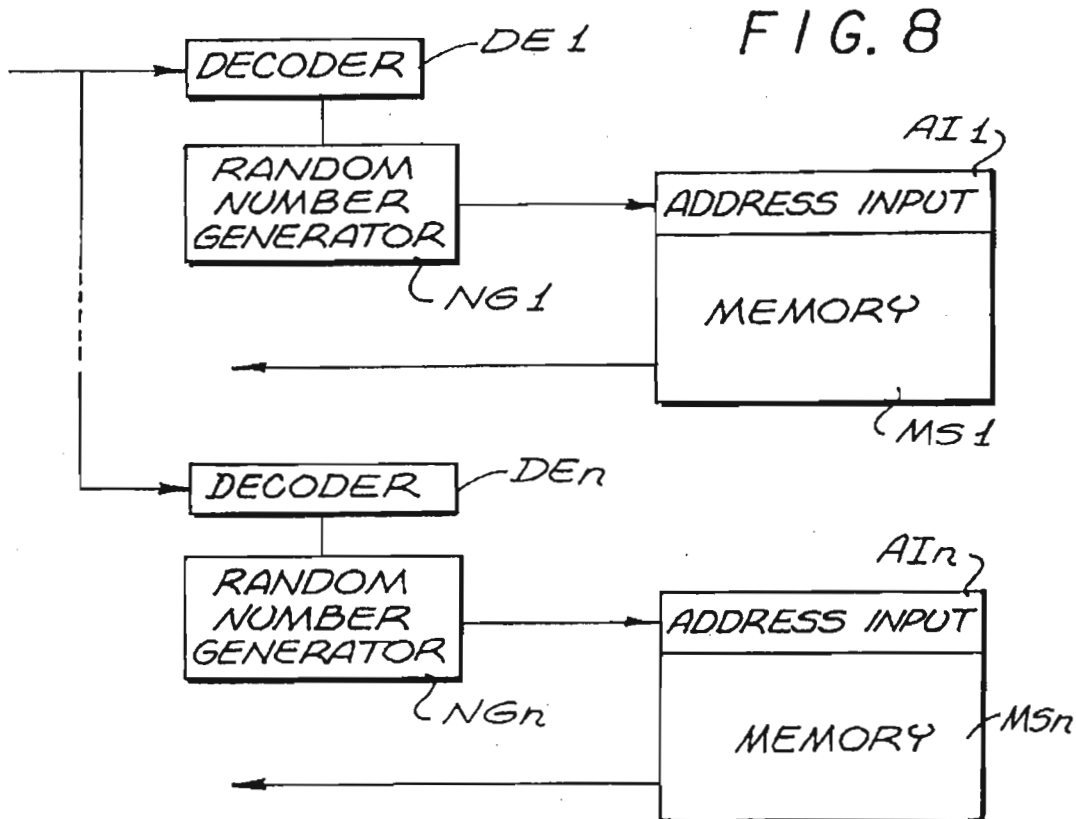 FIG. 8
DECODER
DE1
RANDOM
NUMBER
GENERATOR
NG1
AI1
ADDRESS INPUT
MEMORY
MS1
DECODER
DEn
RANDOM
NUMBER
GENERATOR
NGn
AIn
ADDRESS INPUT
MEMORY
MSn